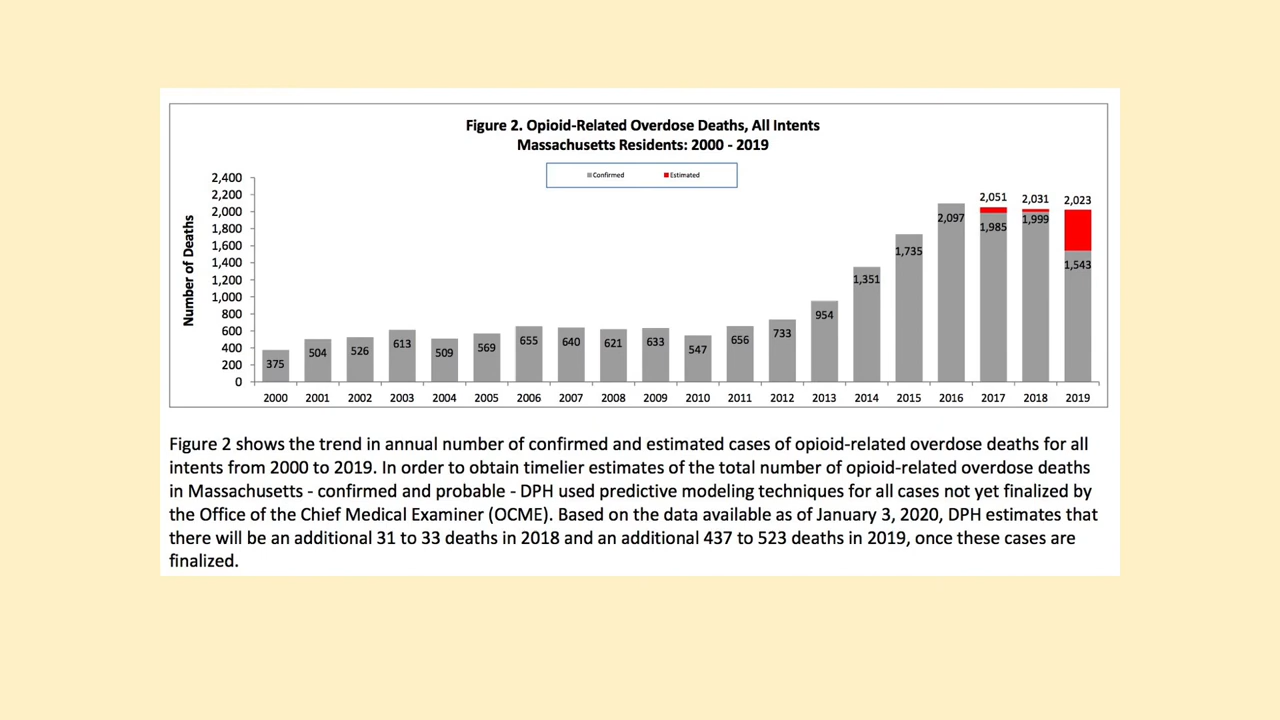 Figure 2. Opioid-Related Overdose Deaths, All Intents
Massachusetts Residents: 2000 - 2019
Confirmed Estimated
Number of Deaths
2,400
2,200
2,000
1,800
1,600
1,400
1,200
1,000
800
600
400
200
0
375 504 526 613 509 569 655 640 621 633 547 656 733 954 1,351 1,735 2,097 2,051 1,985 2,031 1,999 2,023 1,543
2000 2001 2002 2003 2004 2005 2006 2007 2008 2009 2010 2011 2012 2013 2014 2015 2016 2017 2018 2019
Figure 2 shows the trend in annual number of confirmed and estimated cases of opioid-related overdose deaths for all
intents from 2000 to 2019. In order to obtain timelier estimates of the total number of opioid-related overdose deaths
in Massachusetts - confirmed and probable - DPH used predictive modeling techniques for all cases not yet finalized by
the Office of the Chief Medical Examiner (OCME). Based on the data available as of January 3, 2020, DPH estimates that
there will be an additional 31 to 33 deaths in 2018 and an additional 437 to 523 deaths in 2019, once these cases are
finalized.